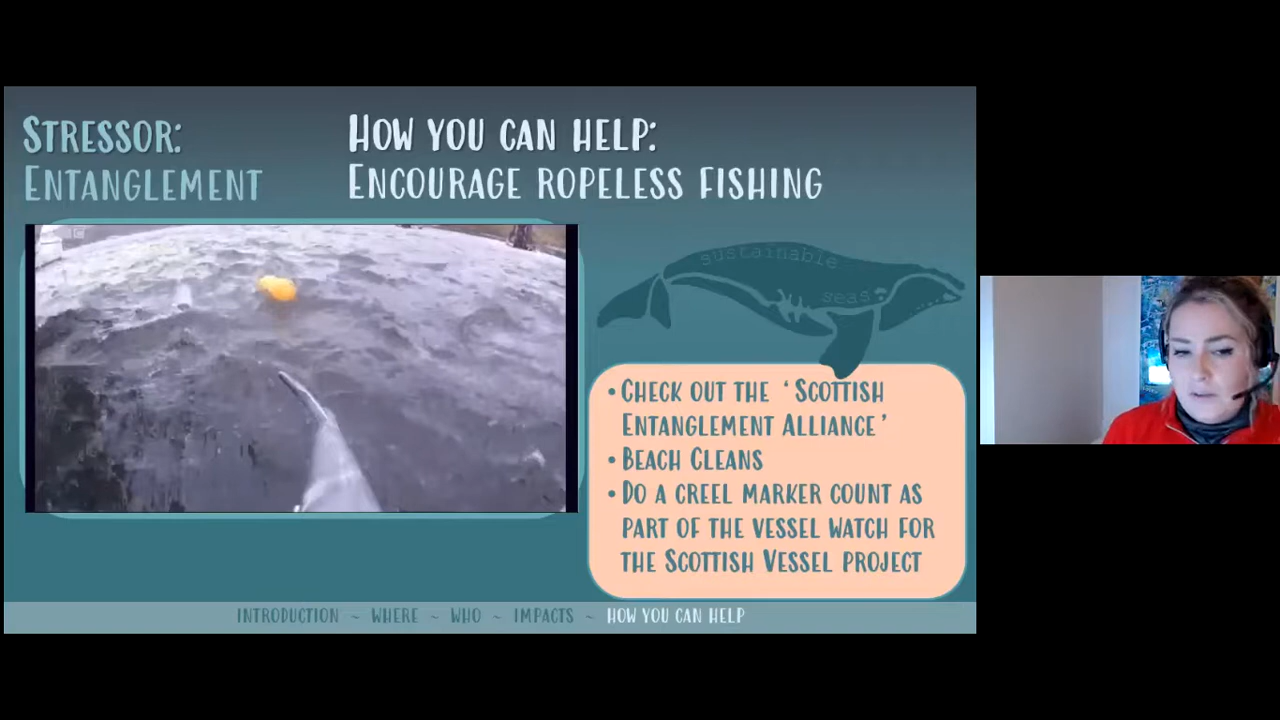 STRESSOR:
ENTANGLEMENT
HOW YOU CAN HELP:
ENCOURAGE ROPELESS FISHING
sustainable
seas
• CHECK OUT THE ‘SCOTTISH
ENTANGLEMENT ALLIANCE’
• BEACH CLEANS
• DO A CREEL MARKER COUNT AS
PART OF THE VESSEL WATCH FOR
THE SCOTTISH VESSEL PROJECT
INTRODUCTION ~ WHERE ~ WHO ~ IMPACTS ~ HOW YOU CAN HELP